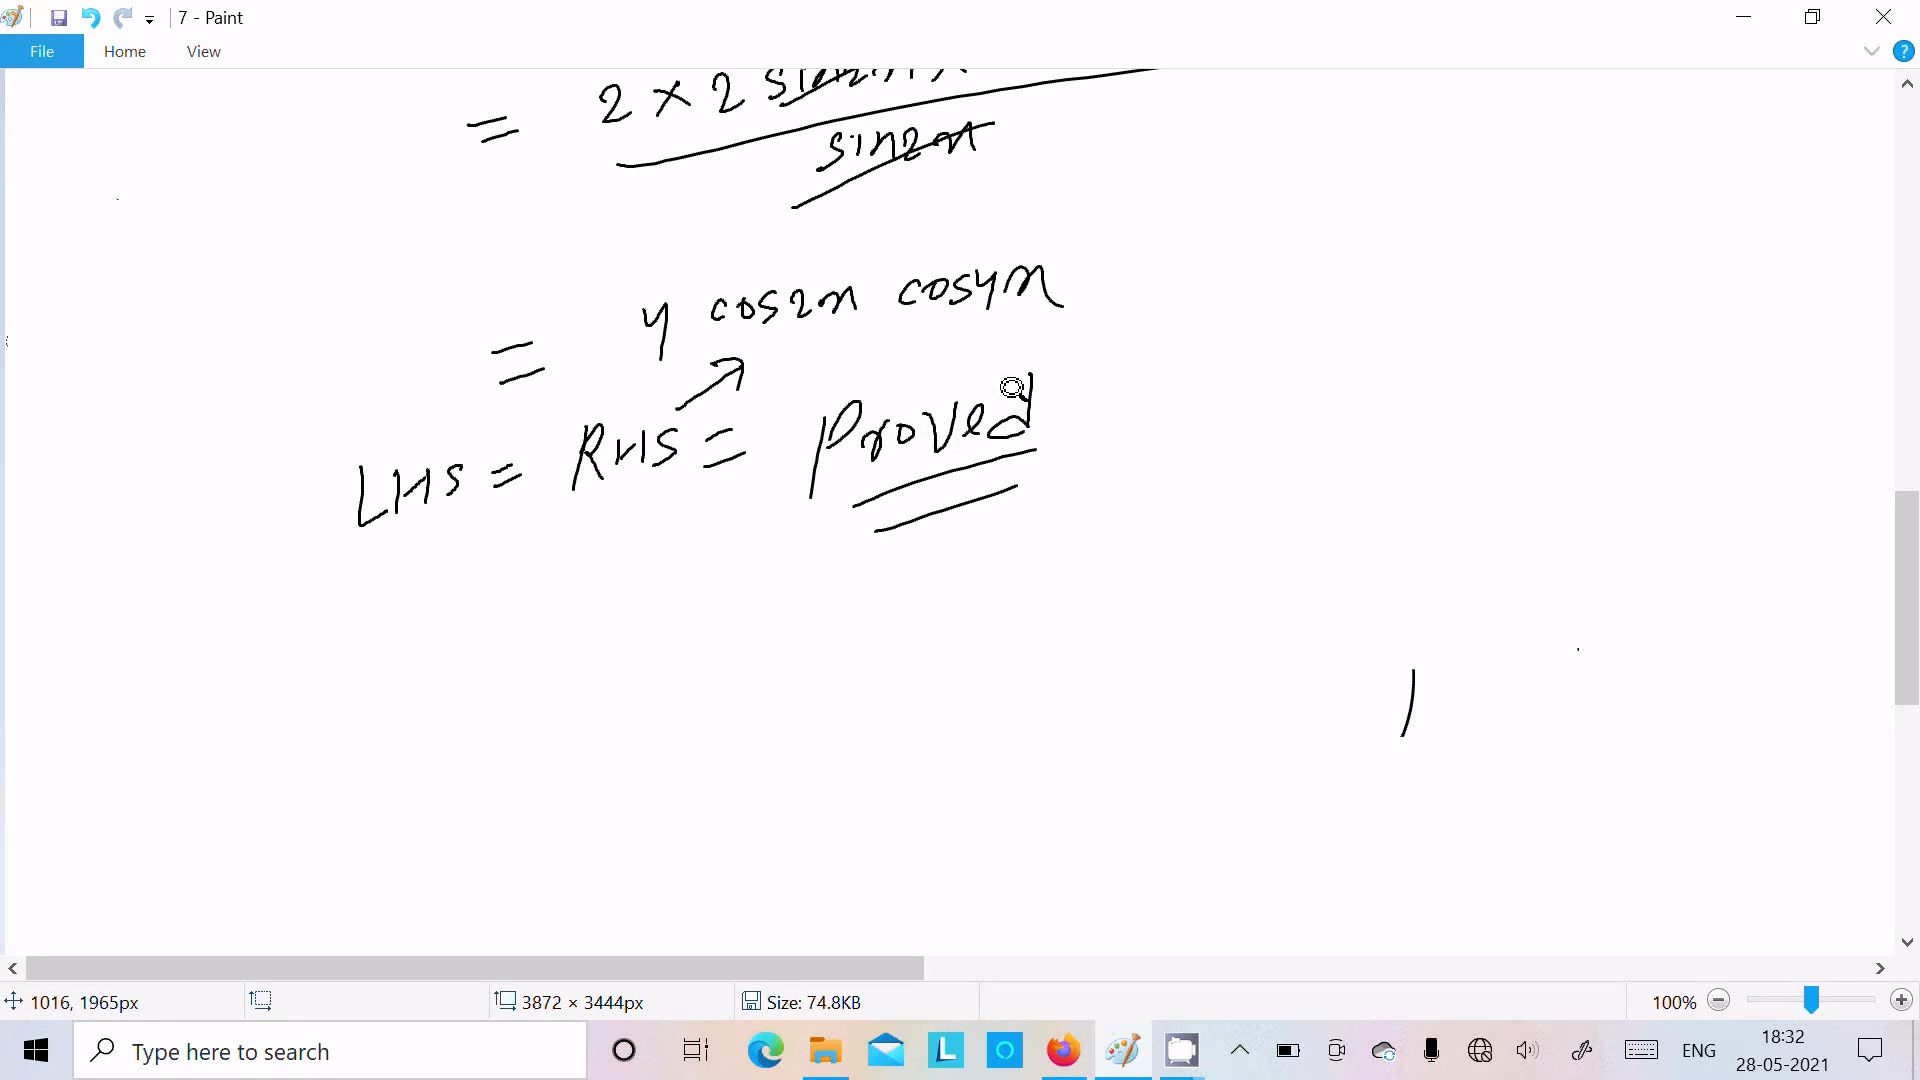 7 - Paint
File Home View
= 2 × 2 sin2x
sin2x
= 4 cos2x cos4x
LHS = RHS = Proved
1016, 1965px 3872 × 3444px Size: 74.8KB 100%
Type here to search ENG 18:32
28-05-2021